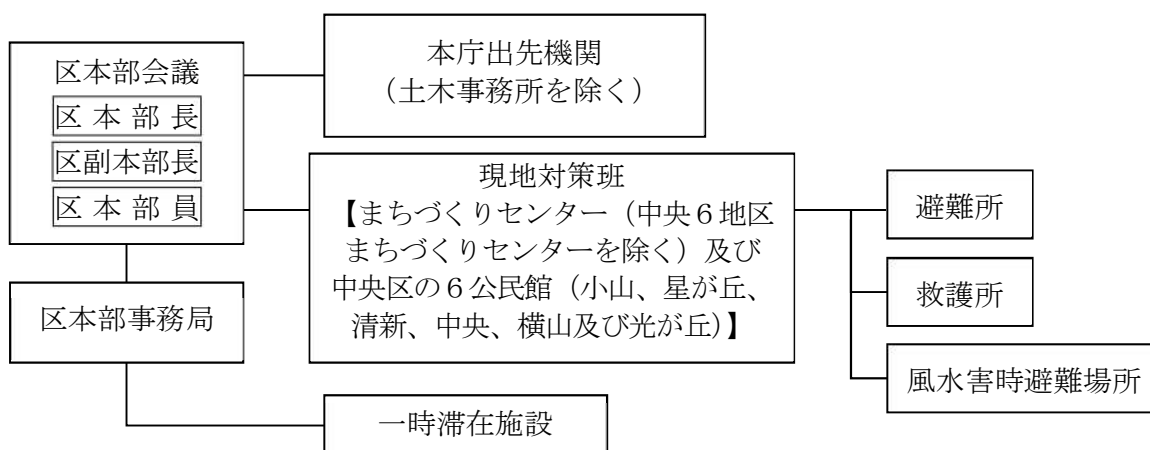 区本部会議
区 本 部 長
区副本部長
区 本 部 員
本庁出先機関
（土木事務所を除く）
現地対策班
【まちづくりセンター（中央６地区
まちづくりセンターを除く）及び
中央区の６公民館（小山、星が丘、
清新、中央、横山及び光が丘）】
避難所
救護所
風水害時避難場所
区本部事務局
一時滞在施設